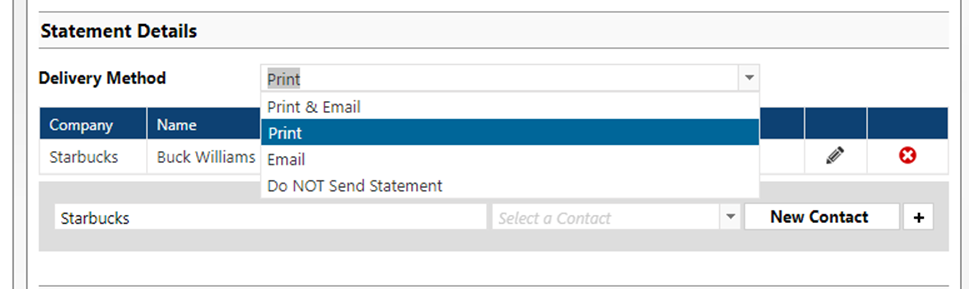 Statement Details
Delivery Method
Print
Print & Email
Company Name
Print
Starbucks Buck Williams
Email
Do NOT Send Statement
Starbucks Select a Contact New Contact +